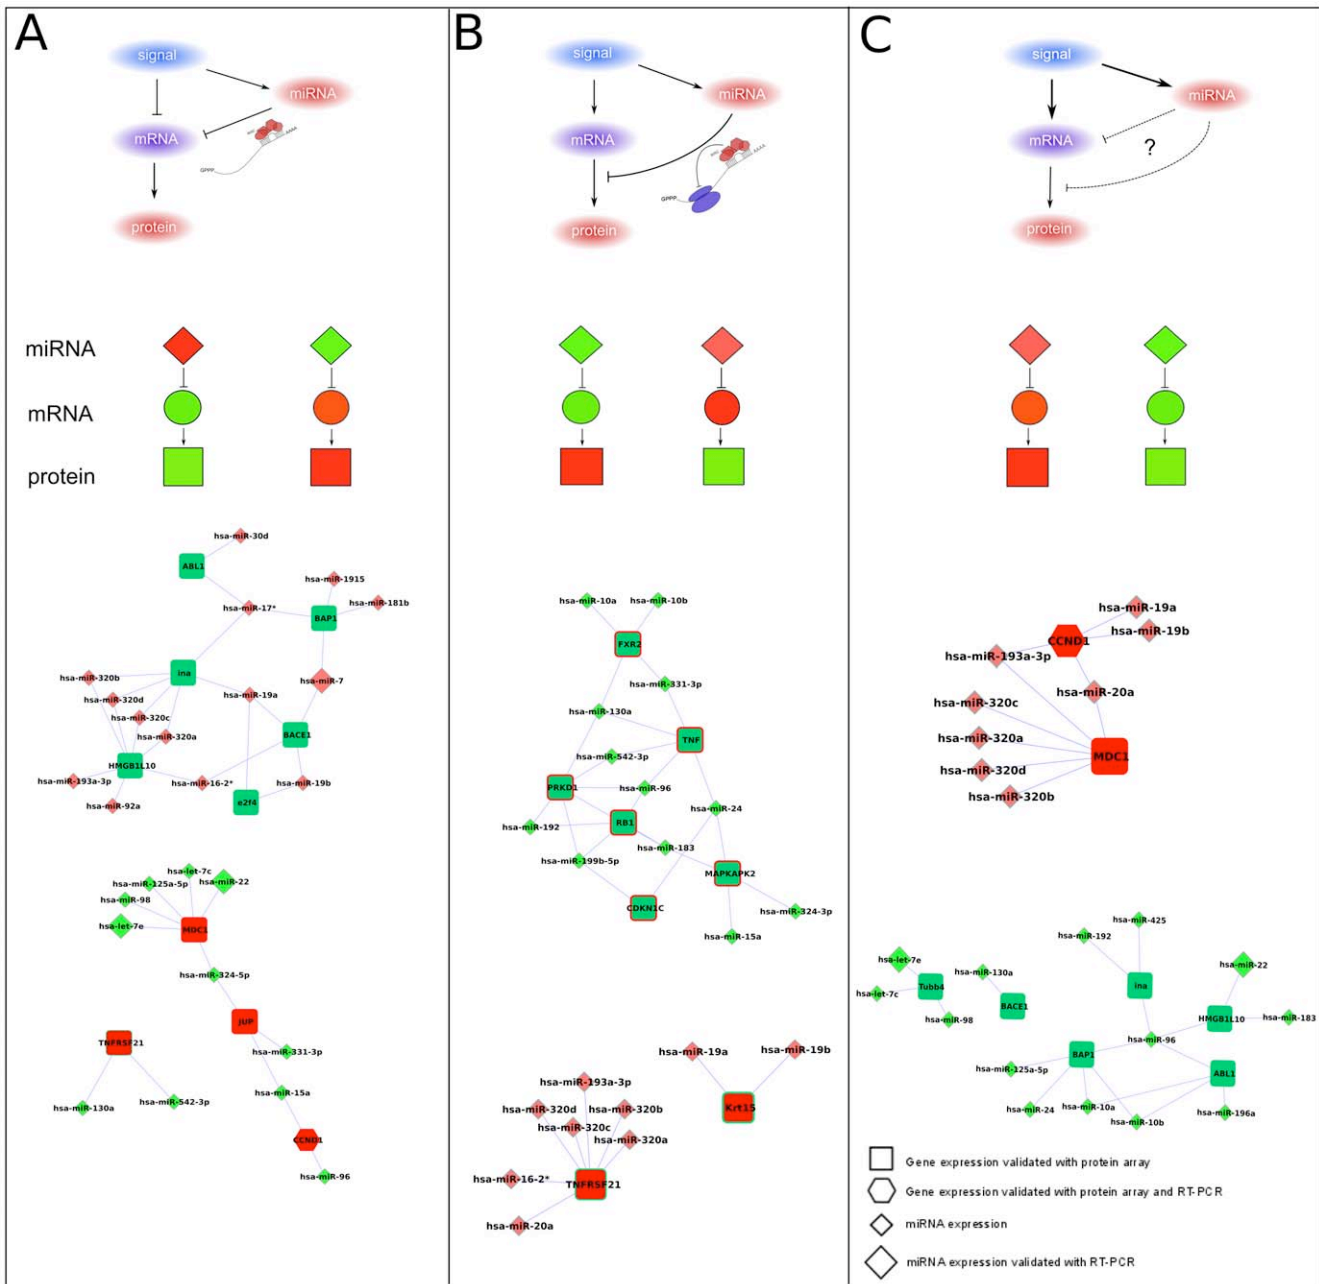 A
signal
miRNA
mRNA
GPPP
AAAA
protein
miRNA
mRNA
protein
hsa-miR-30d
ABL1
hsa-miR-1915
hsa-miR-17*
hsa-miR-181b
BAP1
ina
hsa-miR-320b
hsa-miR-7
hsa-miR-320d
hsa-miR-19a
hsa-miR-320c
hsa-miR-320a
BACE1
HMGB1L10
hsa-miR-193a-3p
hsa-miR-16-2*
hsa-miR-19b
hsa-miR-92a
e2f4
hsa-let-7c
hsa-miR-125a-5p
hsa-miR-22
hsa-miR-98
hsa-let-7e
MDC1
hsa-miR-324-5p
JUP
TNFRSF21
hsa-miR-331-3p
hsa-miR-15a
hsa-miR-130a
hsa-miR-542-3p
CCND1
hsa-miR-96
B
signal
miRNA
mRNA
AAAA
GPPP
protein
hsa-miR-10a
hsa-miR-10b
FXR2
hsa-miR-331-3p
hsa-miR-130a
TNF
hsa-miR-542-3p
PRKD1
hsa-miR-96
hsa-miR-24
hsa-miR-192
RB1
hsa-miR-183
hsa-miR-199b-5p
MAPKAPK2
CDKN1C
hsa-miR-324-3p
hsa-miR-15a
hsa-miR-19a
hsa-miR-19b
hsa-miR-193a-3p
hsa-miR-320d
hsa-miR-320b
Krt15
hsa-miR-320c
hsa-miR-320a
hsa-miR-16-2*
TNFRSF21
hsa-miR-20a
C
signal
miRNA
mRNA
?
protein
hsa-miR-19a
CCND1
hsa-miR-19b
hsa-miR-193a-3p
hsa-miR-20a
hsa-miR-320c
hsa-miR-320a
MDC1
hsa-miR-320d
hsa-miR-320b
hsa-miR-425
hsa-miR-192
hsa-let-7e
hsa-miR-130a
hsa-miR-22
Tubb4
ina
hsa-let-7c
BACE1
hsa-miR-98
HMGB1L10
hsa-miR-183
hsa-miR-96
BAP1
hsa-miR-125a-5p
ABL1
hsa-miR-24
hsa-miR-10a
hsa-miR-196a
hsa-miR-10b
Gene expression validated with protein array
Gene expression validated with protein array and RT-PCR
miRNA expression
miRNA expression validated with RT-PCR